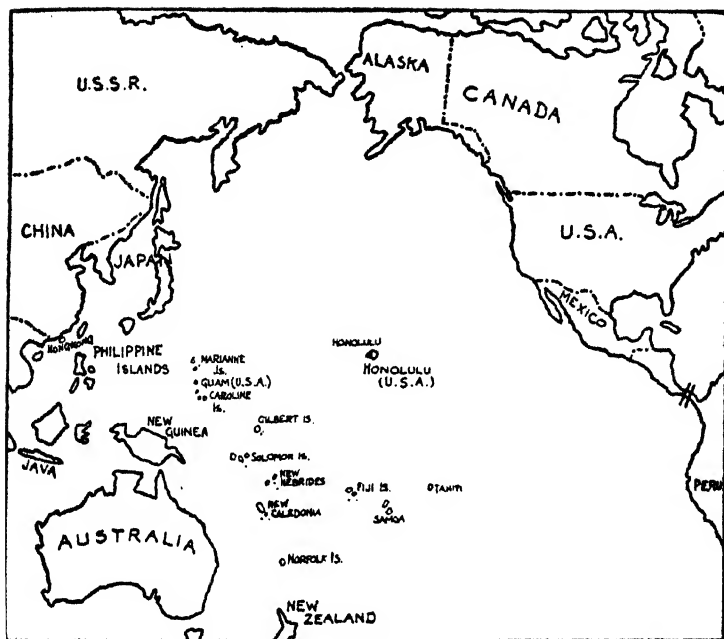 ALASKA
U.S.S.R.
CANADA
CHINA
JAPAN
U.S.A.
MEXICO
HONGKONG
PHILIPPINE
ISLANDS
MARIANNE
IS.
GUAM (U.S.A.)
CAROLINE
IS.
HONOLULU
HONOLULU
(U.S.A.)
NEW
GUINEA
GILBERT IS.
JAVA
SOLOMON IS.
NEW
HEBRIDES
FIJI IS.
TAHITI
PERU
SAMOA
NEW
CALEDONIA
AUSTRALIA
NORFOLK IS.
NEW
ZEALAND